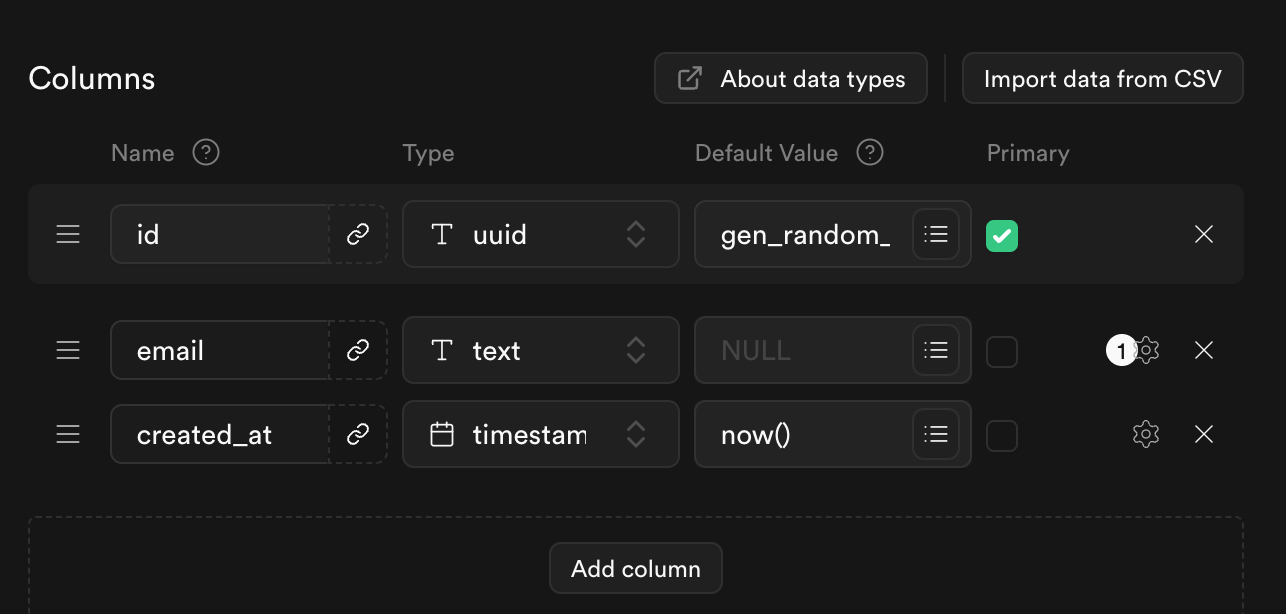 Columns
About data types
Import data from CSV
Name ? Type Default Value ? Primary
id T uuid gen_random_
email T text NULL 1
created_at timestam now()
Add column